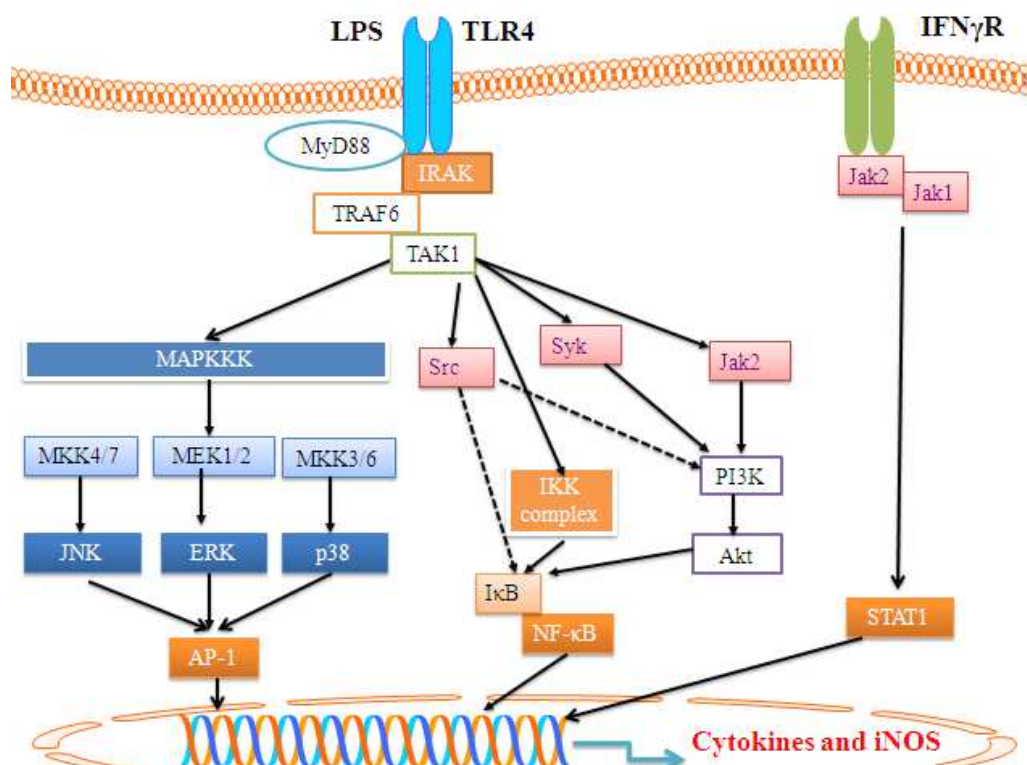 LPS TLR4 IFNγR
MyD88
IRAK
Jak2
Jak1
TRAF6
TAK1
MAPKKK
Src
Syk
Jak2
MKK4/7
MEK1/2
MKK3/6
IKK
complex
PI3K
JNK
ERK
p38
Akt
IκB
NF-κB
STAT1
AP-1
Cytokines and iNOS